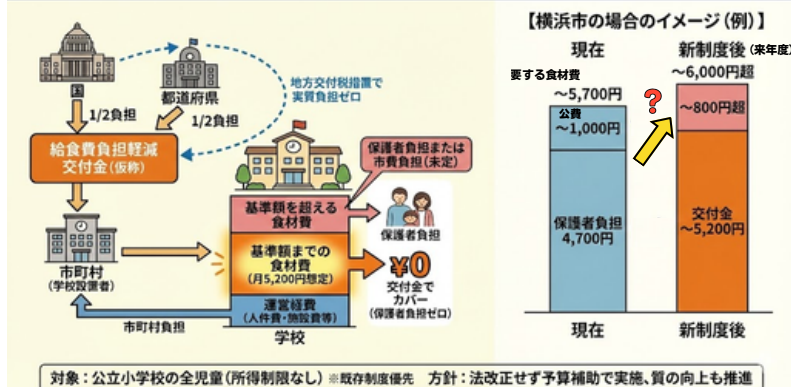 【横浜市の場合のイメージ（例）】
現在
新制度後（来年度）
要する食材費
～5,700円
公費
～1,000円
保護者負担
4,700円
現在
?
～6,000円超
～800円超
交付金
～5,200円
新制度後
国
都道府県
地方交付税措置で
実質負担ゼロ
1/2負担
1/2負担
給食費負担軽減
交付金（仮称）
市町村
（学校設置者）
市町村負担
保護者負担または
市費負担（未定）
基準額を超える
食材費
保護者負担
基準額までの
食材費
（月5,200円想定）
¥0
交付金で
カバー
（保護者負担ゼロ）
運営経費
（人件費・施設費等）
学校
対象：公立小学校の全児童（所得制限なし）※既存制度優先　方針：法改正せず予算補助で実施、質の向上も推進